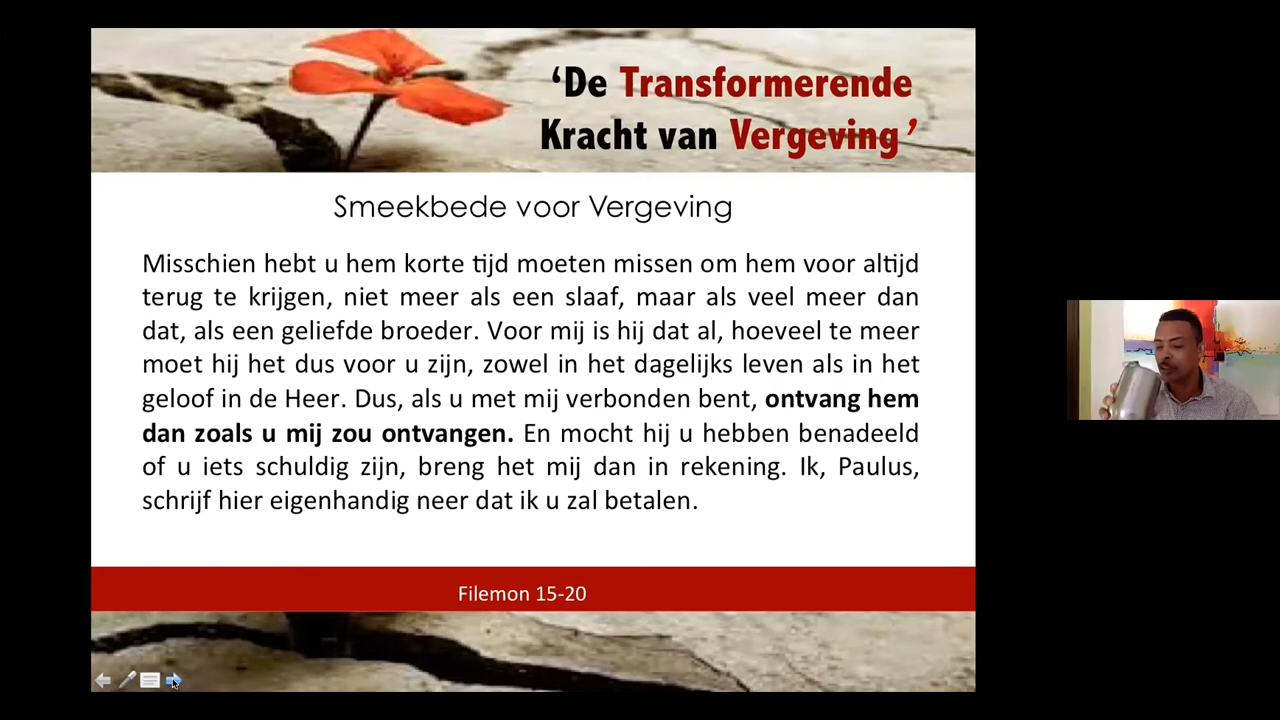 ‘De Transformerende
Kracht van Vergeving’
Smeekbede voor Vergeving
Misschien hebt u hem korte tijd moeten missen om hem voor altijd
terug te krijgen, niet meer als een slaaf, maar als veel meer dan
dat, als een geliefde broeder. Voor mij is hij dat al, hoeveel te meer
moet hij het dus voor u zijn, zowel in het dagelijks leven als in het
geloof in de Heer. Dus, als u met mij verbonden bent, ontvang hem
dan zoals u mij zou ontvangen. En mocht hij u hebben benadeeld
of u iets schuldig zijn, breng het mij dan in rekening. Ik, Paulus,
schrijf hier eigenhandig neer dat ik u zal betalen.
Filemon 15-20